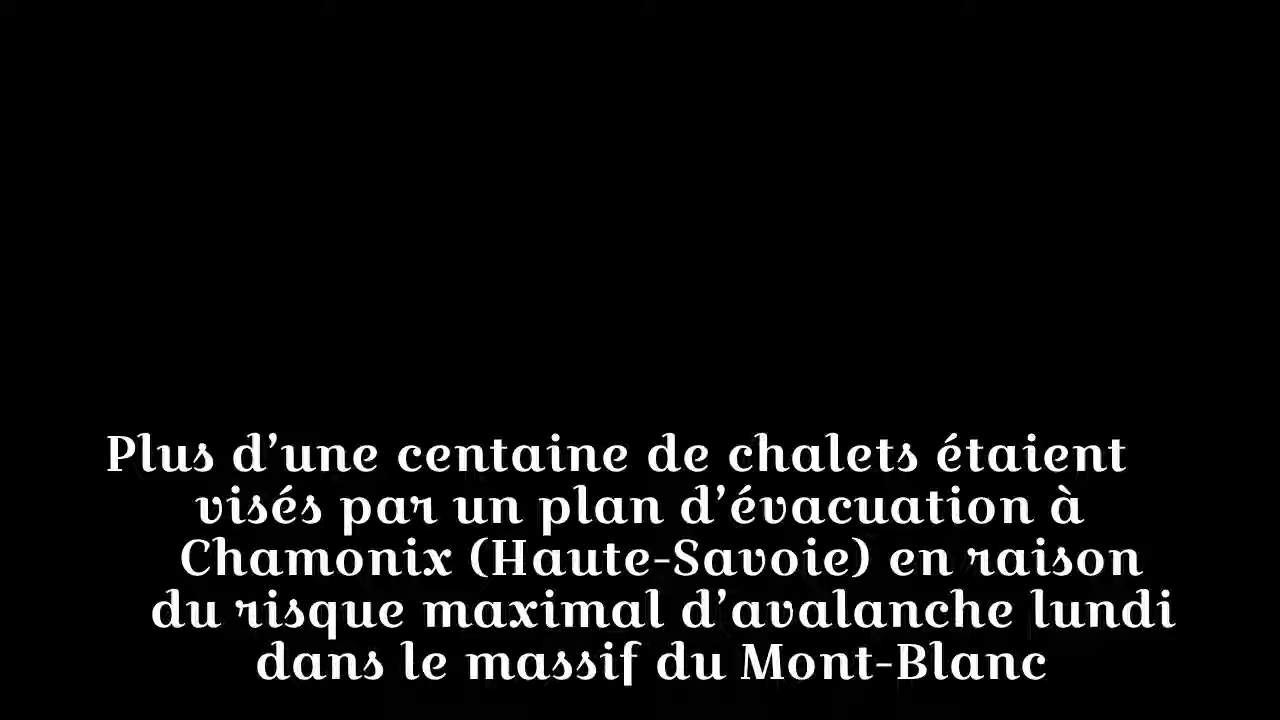 Plus d’une centaine de chalets étaient
visés par un plan d’évacuation à
Chamonix (Haute-Savoie) en raison
du risque maximal d’avalanche lundi
dans le massif du Mont-Blanc